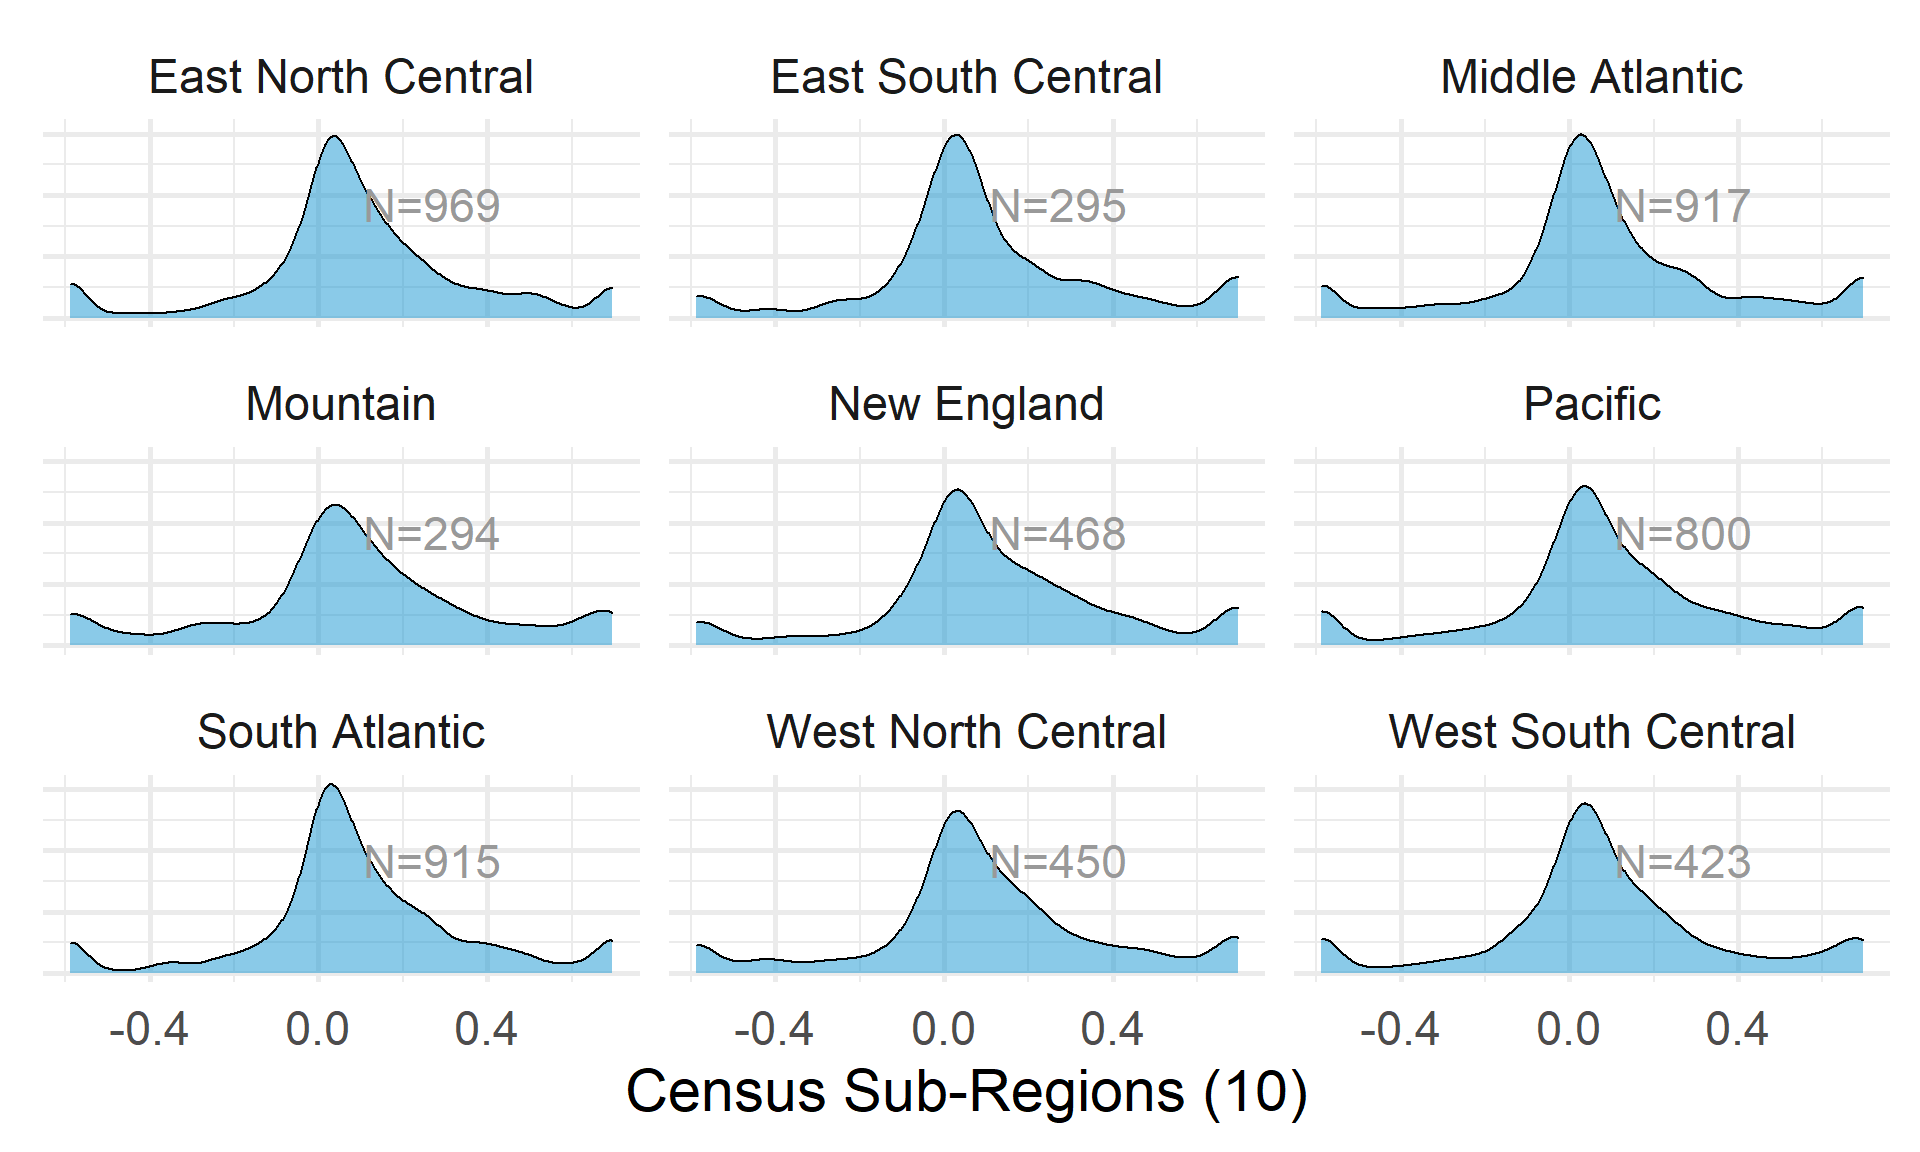 East North Central East South Central Middle Atlantic
N=969 N=295 N=917
Mountain New England Pacific
N=294 N=468 N=800
South Atlantic West North Central West South Central
N=915 N=450 N=423
-0.4 0.0 0.4 -0.4 0.0 0.4 -0.4 0.0 0.4
Census Sub-Regions (10)